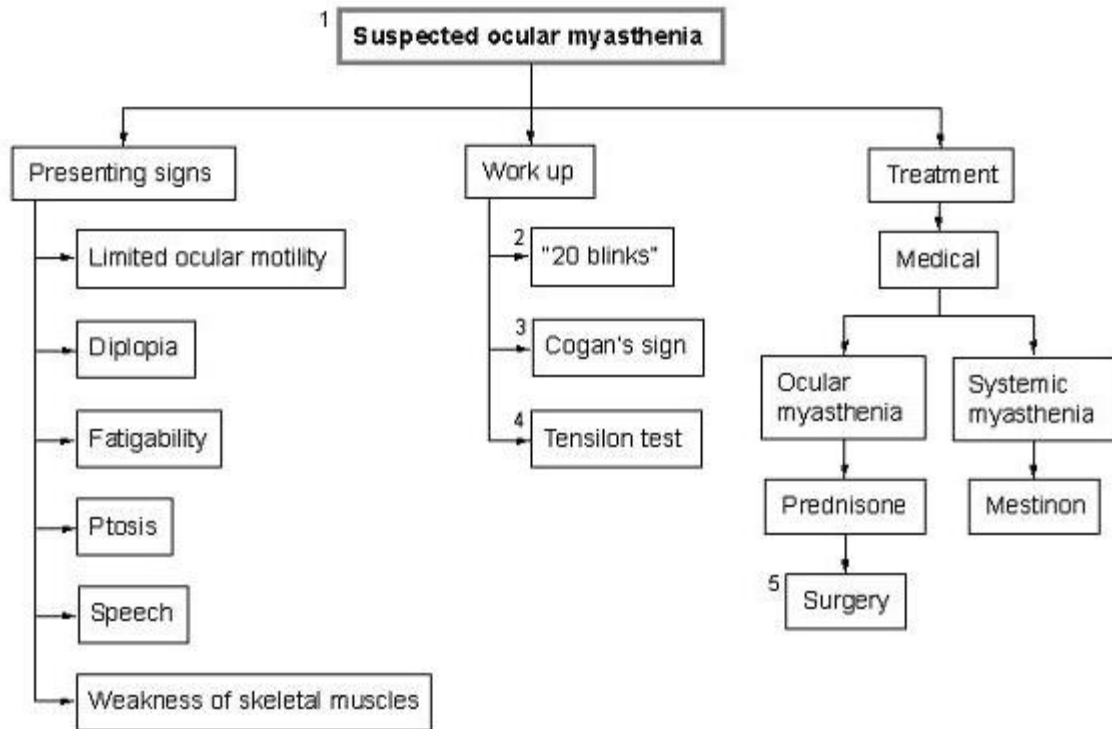 1
Suspected ocular myasthenia
Presenting signs
Limited ocular motility
Diplopia
Fatigability
Ptosis
Speech
Weakness of skeletal muscles
Work up
2
"20 blinks"
3
Cogan's sign
4
Tensilon test
Treatment
Medical
Ocular
myasthenia
Prednisone
5
Surgery
Systemic
myasthenia
Mestinon